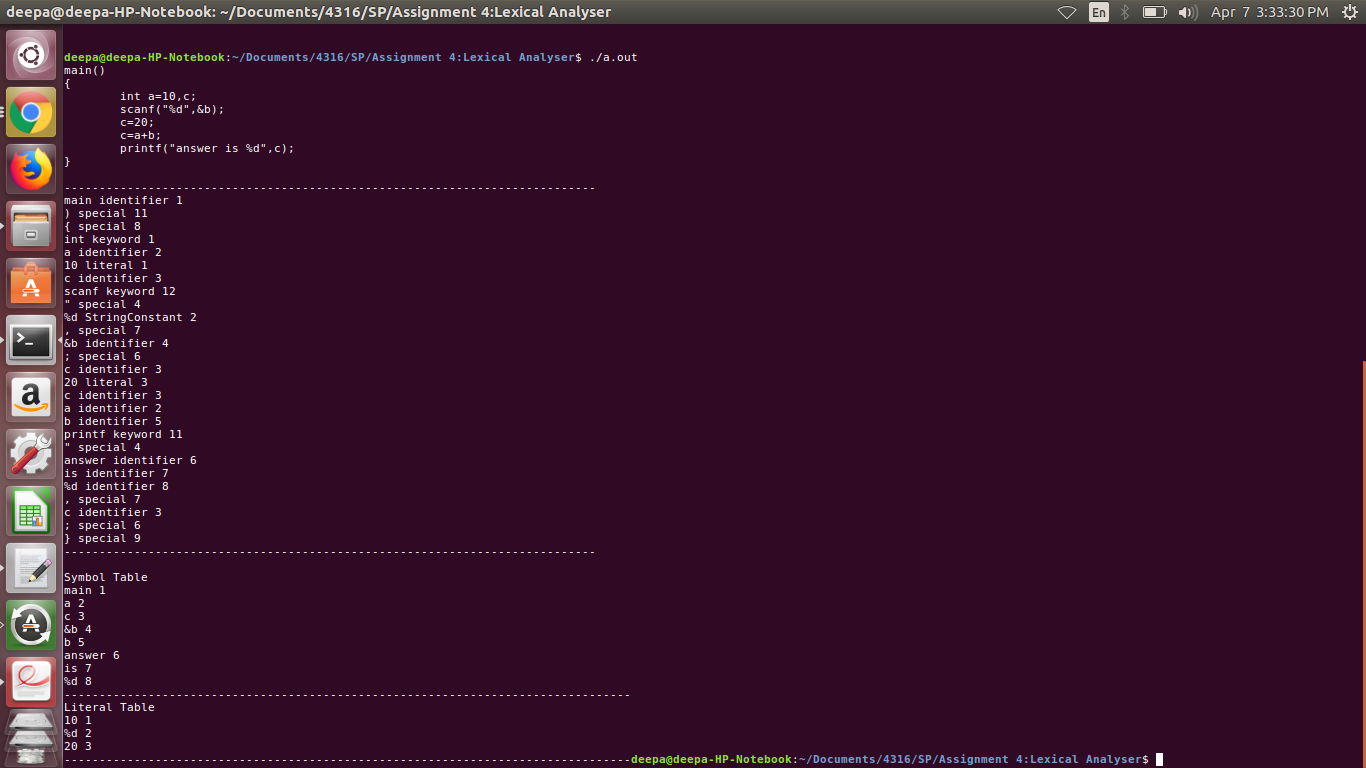 deepa@deepa-HP-Notebook: ~/Documents/4316/SP/Assignment 4:Lexical Analyser En Apr 7 3:33:30 PM
deepa@deepa-HP-Notebook:~/Documents/4316/SP/Assignment 4:Lexical Analyser$ ./a.out
main()
{
        int a=10,c;
        scanf("%d",&b);
        c=20;
        c=a+b;
        printf("answer is %d",c);
}
----------------------------------------------------------------------------
main identifier 1
) special 11
{ special 8
int keyword 1
a identifier 2
10 literal 1
c identifier 3
scanf keyword 12
" special 4
%d StringConstant 2
, special 7
&b identifier 4
; special 6
c identifier 3
20 literal 3
c identifier 3
a identifier 2
b identifier 5
printf keyword 11
" special 4
answer identifier 6
is identifier 7
%d identifier 8
, special 7
c identifier 3
; special 6
} special 9
----------------------------------------------------------------------------
Symbol Table
main 1
a 2
c 3
&b 4
b 5
answer 6
is 7
%d 8
---------------------------------------------------------------------------------
Literal Table
10 1
%d 2
20 3
---------------------------------------------------------------------------------deepa@deepa-HP-Notebook:~/Documents/4316/SP/Assignment 4:Lexical Analyser$